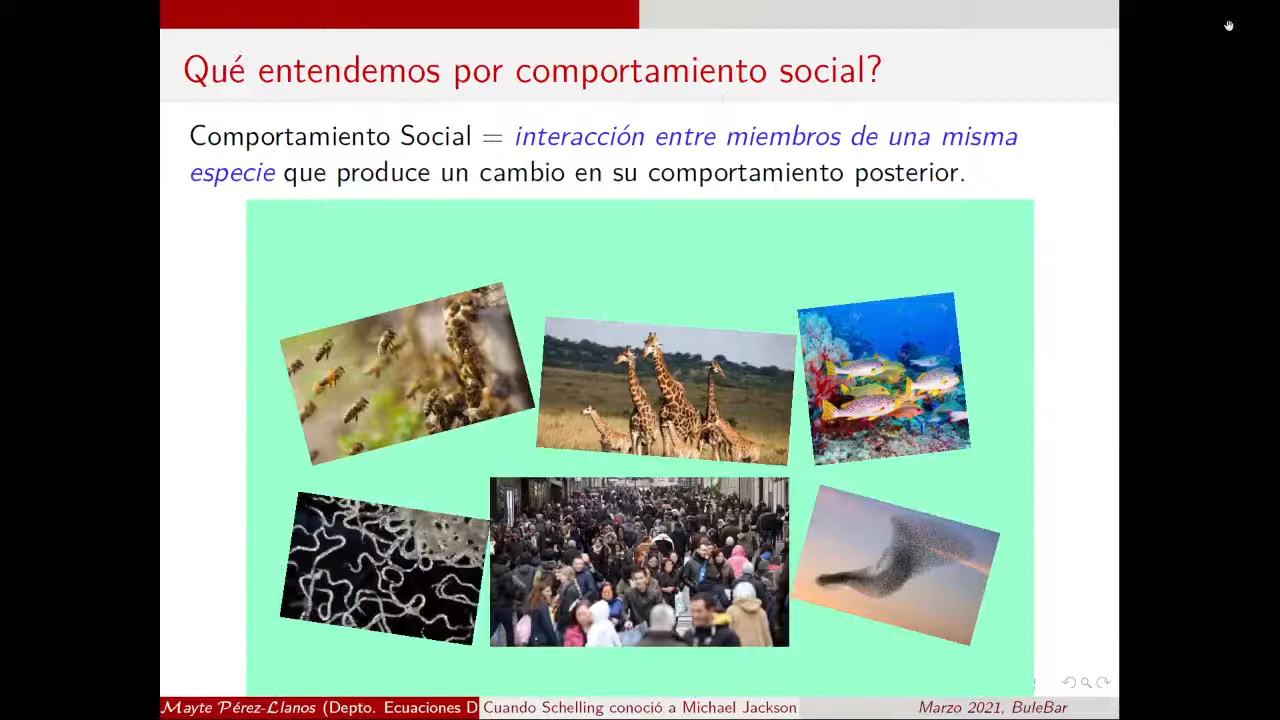 Qué entendemos por comportamiento social?
Comportamiento Social = interacción entre miembros de una misma
especie que produce un cambio en su comportamiento posterior.
Mayte Pérez-Llanos (Depto. Ecuaciones D Cuando Schelling conoció a Michael Jackson Marzo 2021, BuleBar